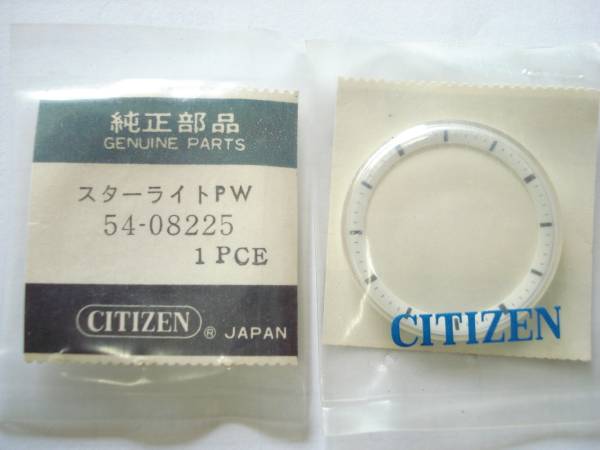 純正部品
GENUINE PARTS
スターライトPW
54-08225
1 PCE
CITIZEN ® JAPAN
CITIZEN